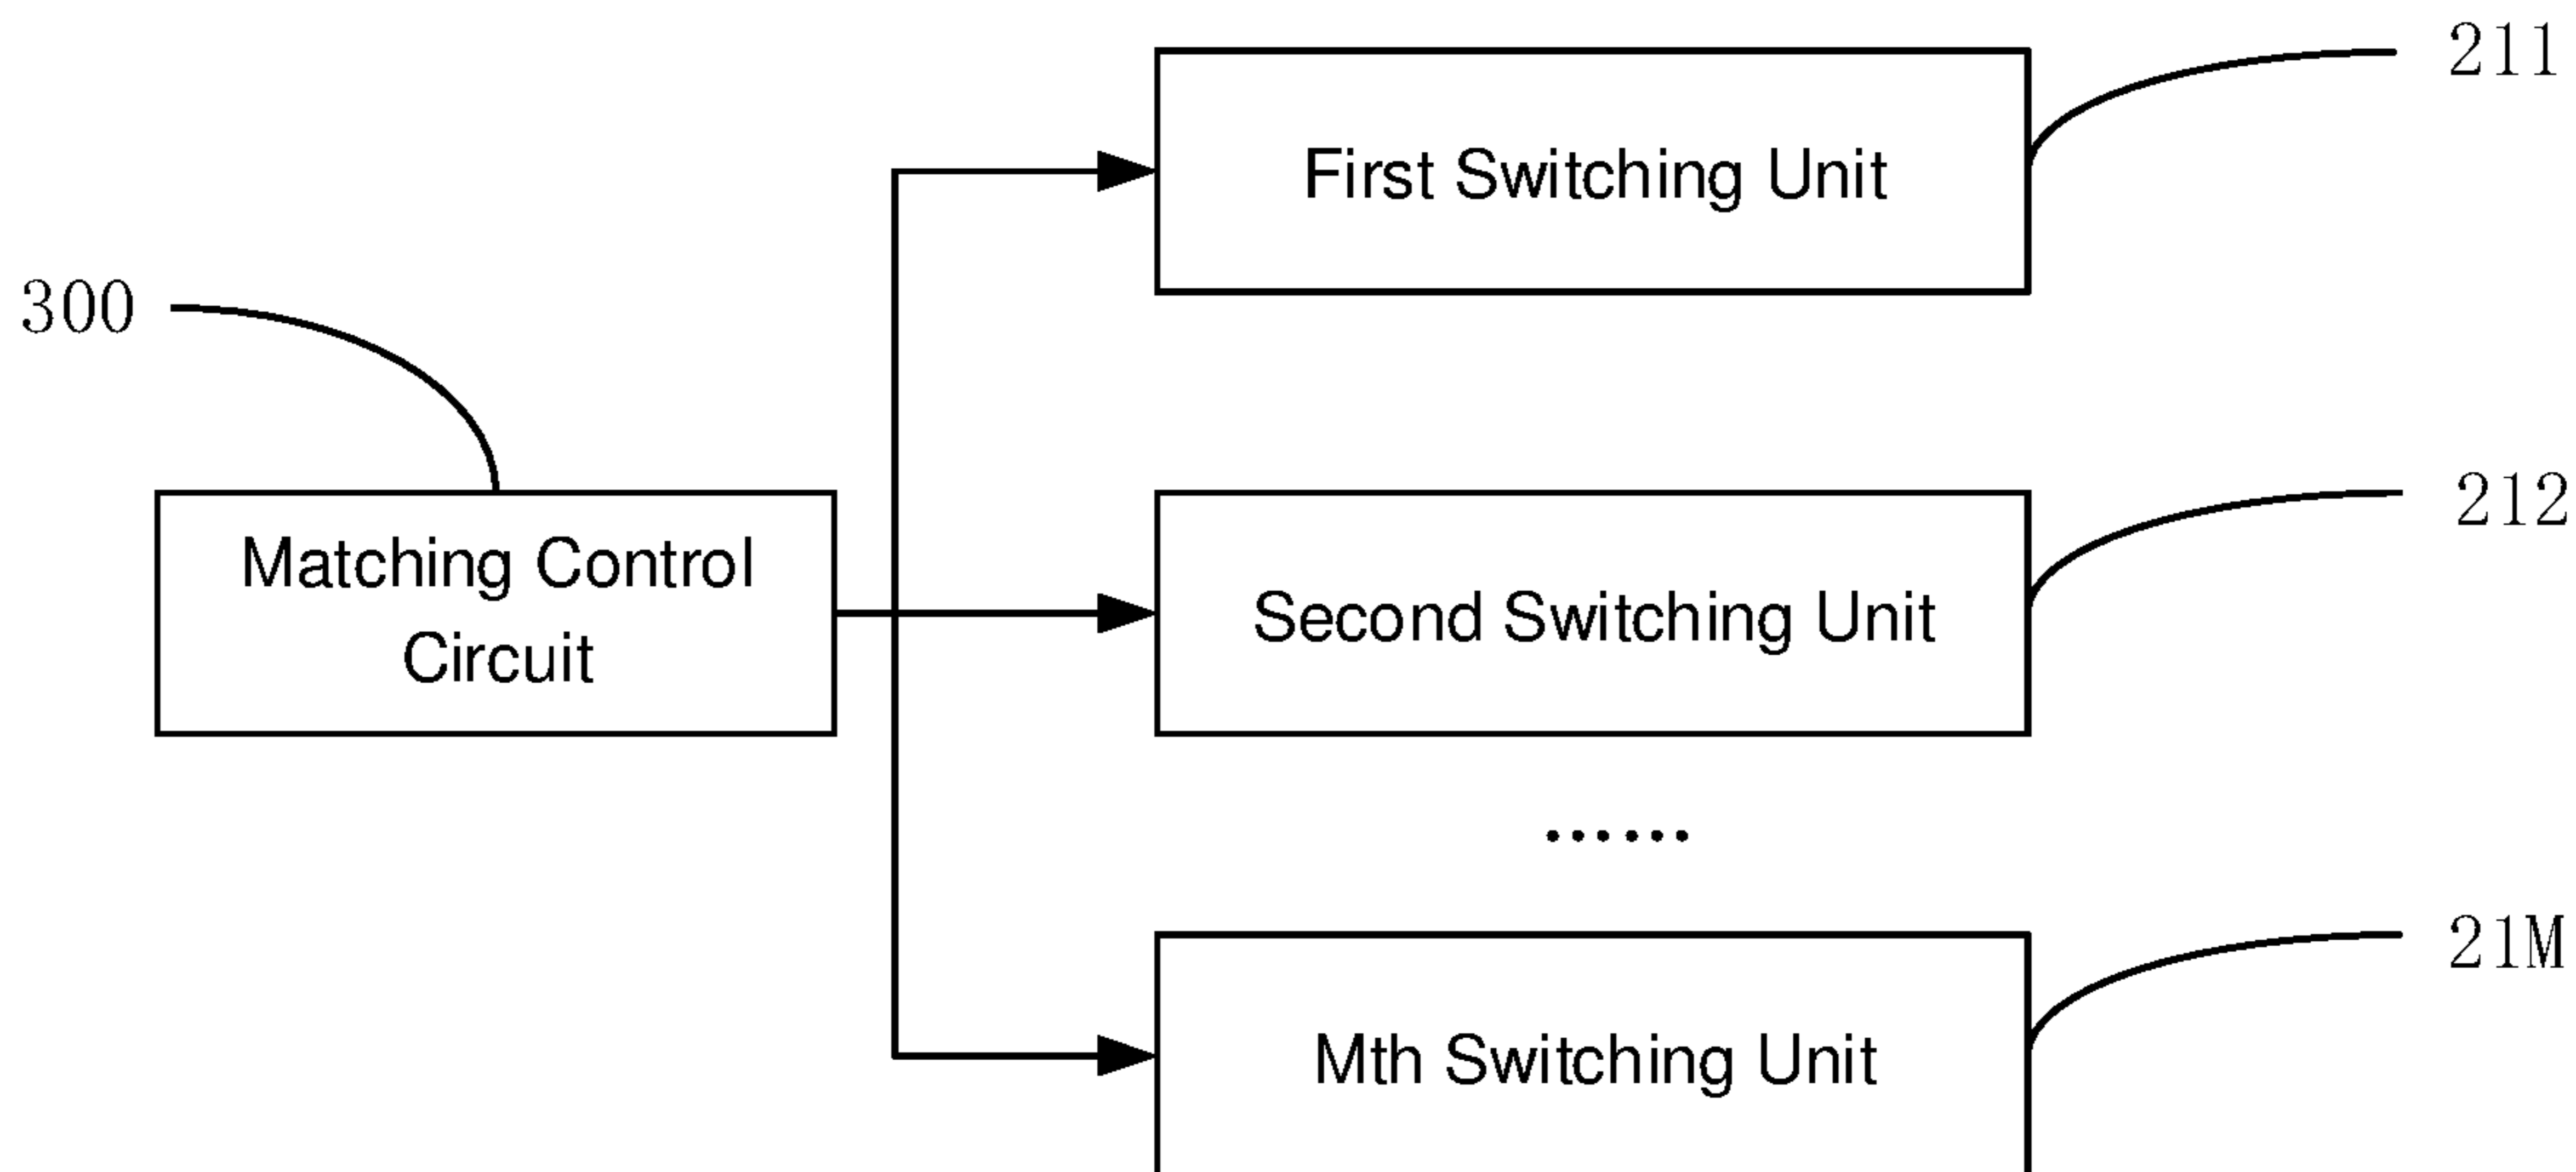 211
First Switching Unit
300
212
Matching Control
Circuit
Second Switching Unit
......
21M
Mth Switching Unit